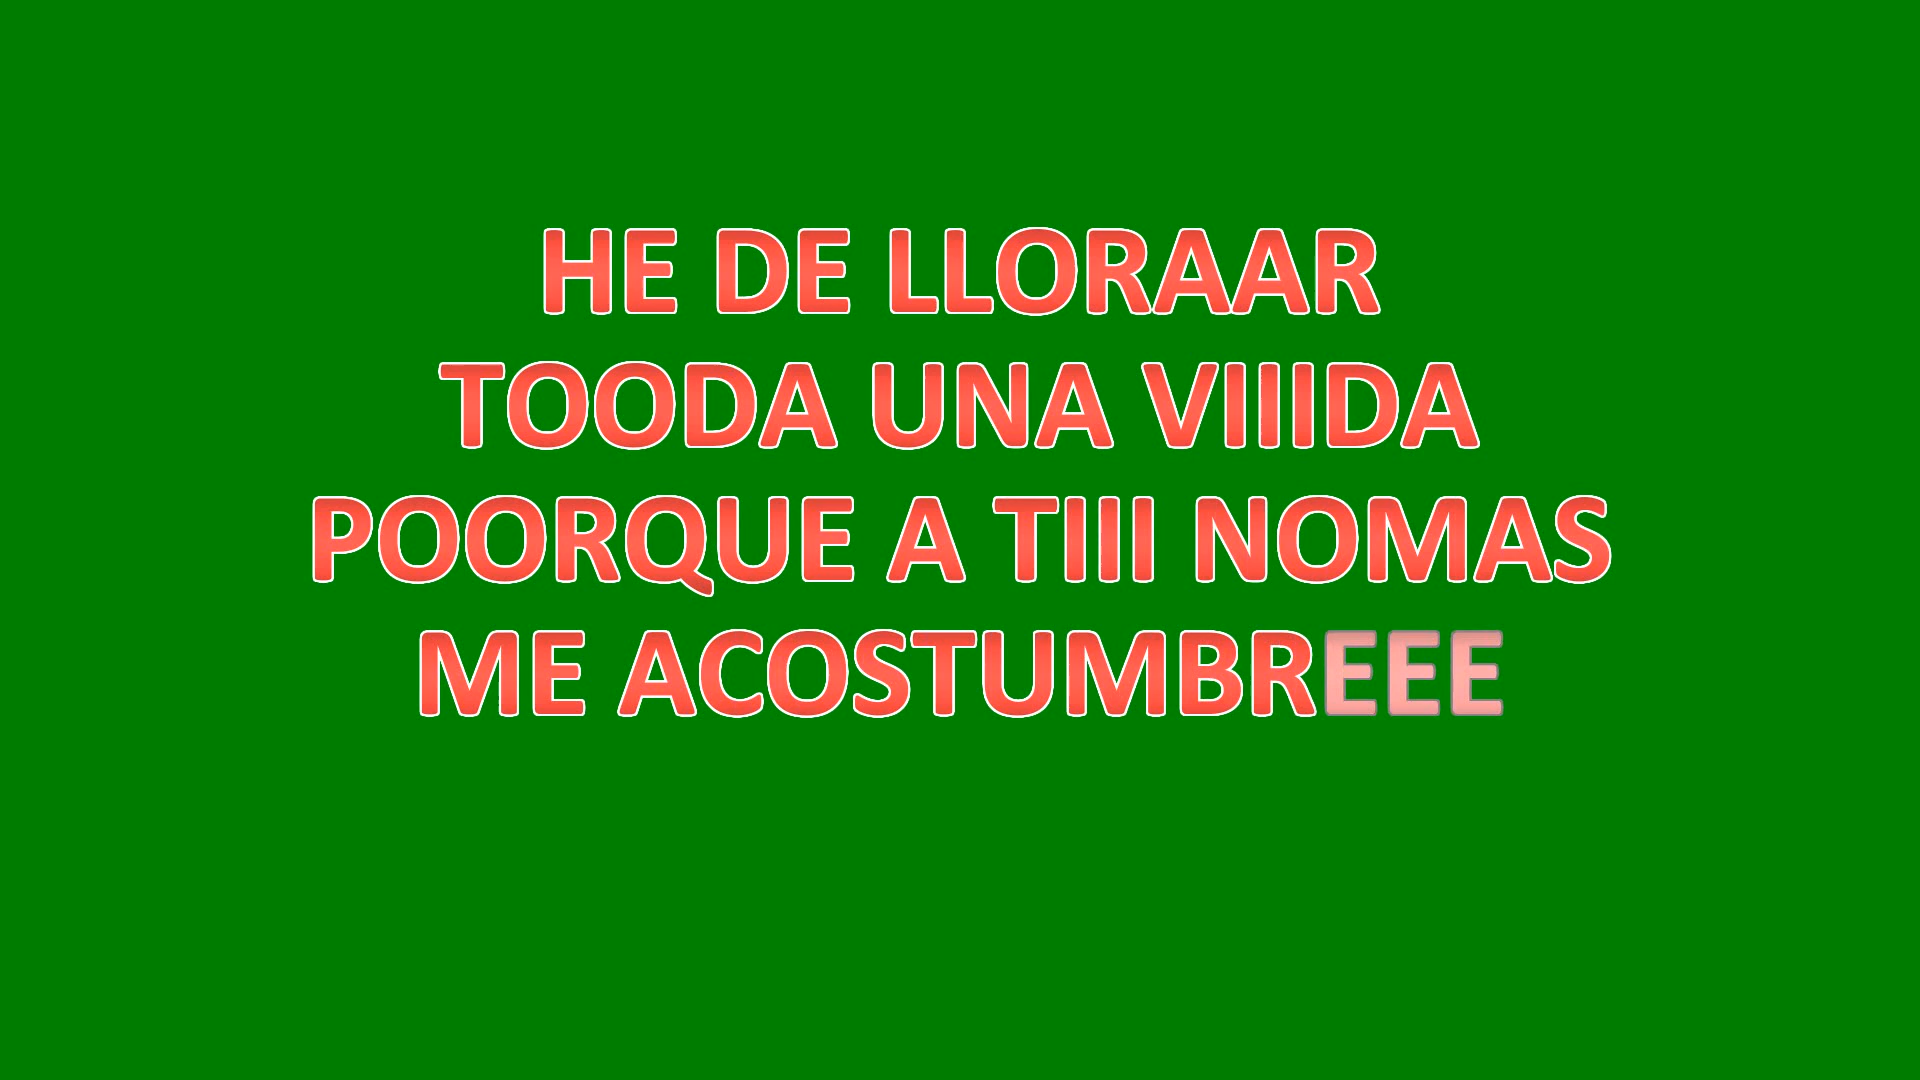 HE DE LLORAAR
TOODA UNA VIIIDA
POORQUE A TIII NOMAS
ME ACOSTUMBREEE